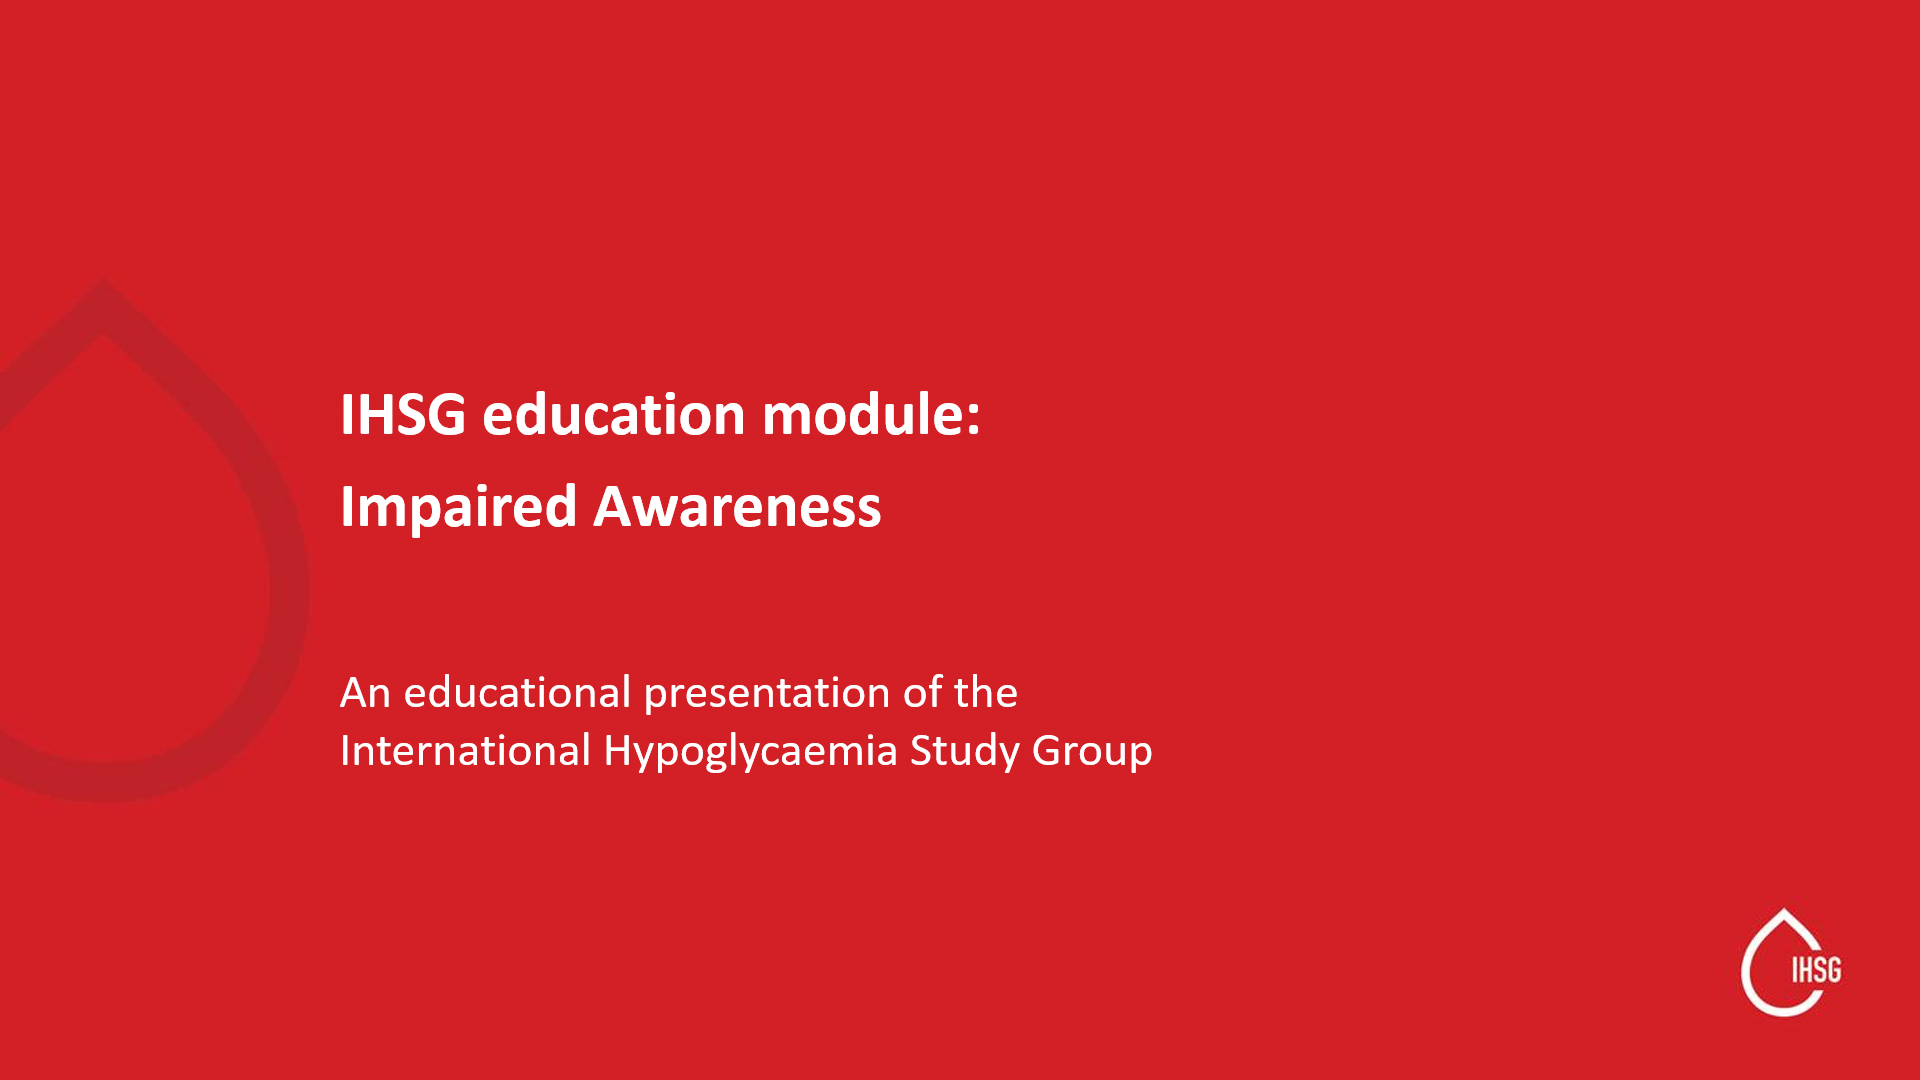 IHSG education module:
Impaired Awareness
An educational presentation of the
International Hypoglycaemia Study Group
IHSG